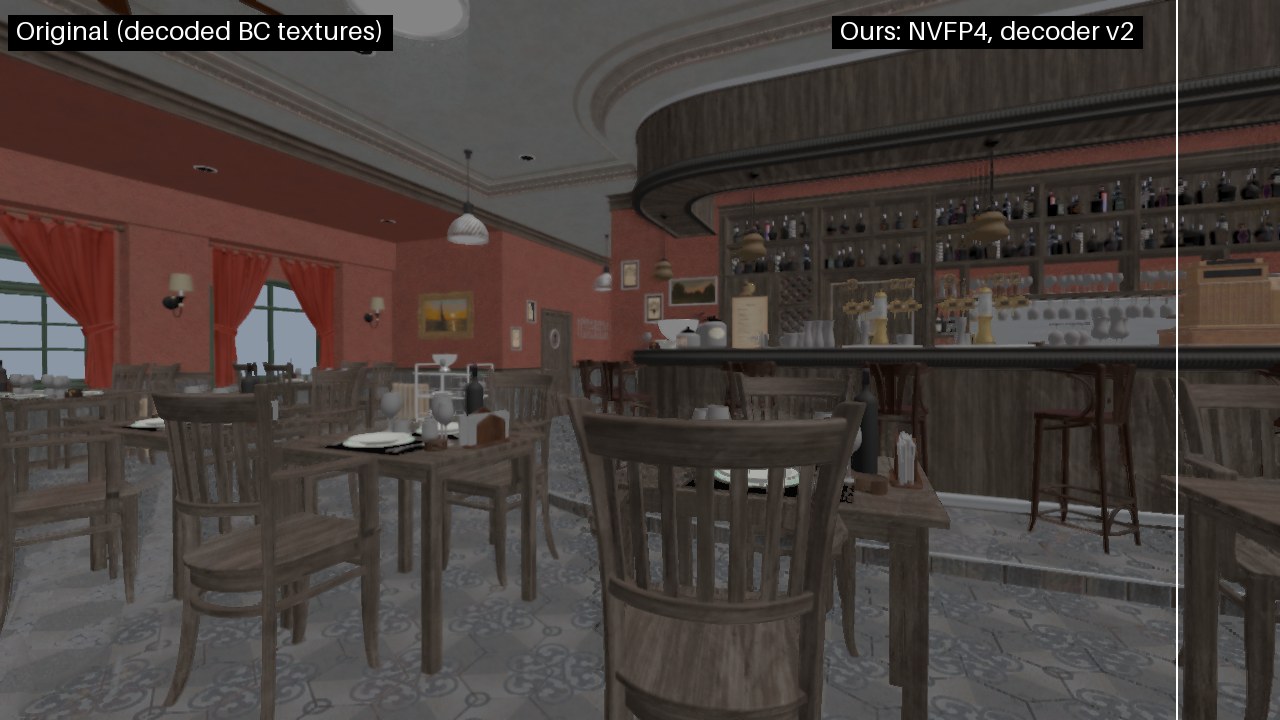 Original (decoded BC textures)
Ours: NVFP4, decoder v2